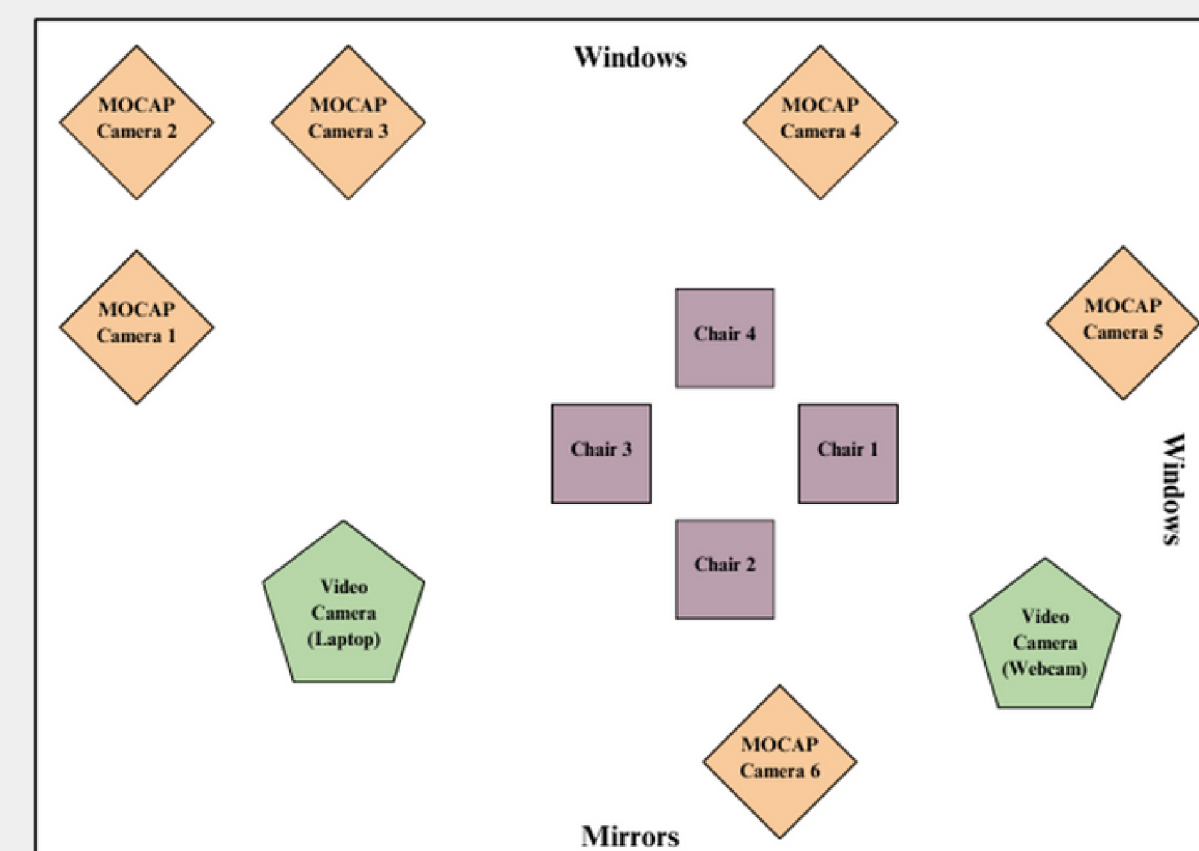 Windows
MOCAP
Camera 2
MOCAP
Camera 3
MOCAP
Camera 4
MOCAP
Camera 1
MOCAP
Camera 5
Chair 4
Chair 3
Chair 1
Windows
Chair 2
Video
Camera
(Laptop)
Video
Camera
(Webcam)
MOCAP
Camera 6
Mirrors